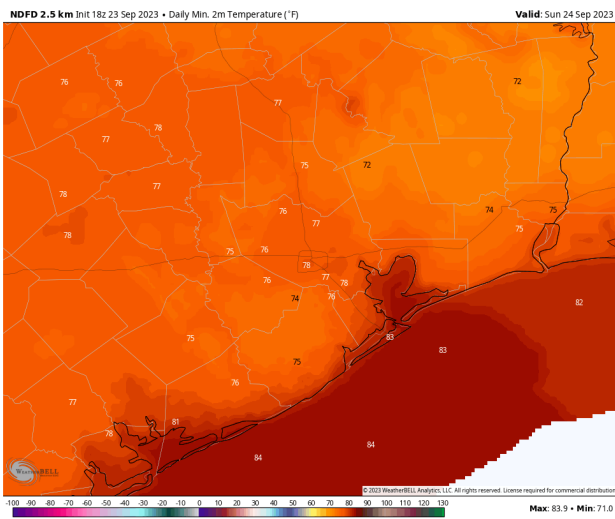 NDFD 2.5 km Init 18z 23 Sep 2023 • Daily Min. 2m Temperature (°F) Valid: Sun 24 Sep 2023
72
76 76
77
78
77
75 72
77
78
76 74 75
77 75
78
75 76
78
76 77 78
74 76 82
83
75 83
75
76
77
81
78
84 84
WEATHERBELL
© 2023 WeatherBELL Analytics, LLC. All rights reserved. License required for commercial distribution
-100 -90 -80 -70 -60 -50 -40 -30 -20 -10 0 10 20 30 40 50 60 70 80 90 100 110 120 130
Max: 83.9 • Min: 71.0